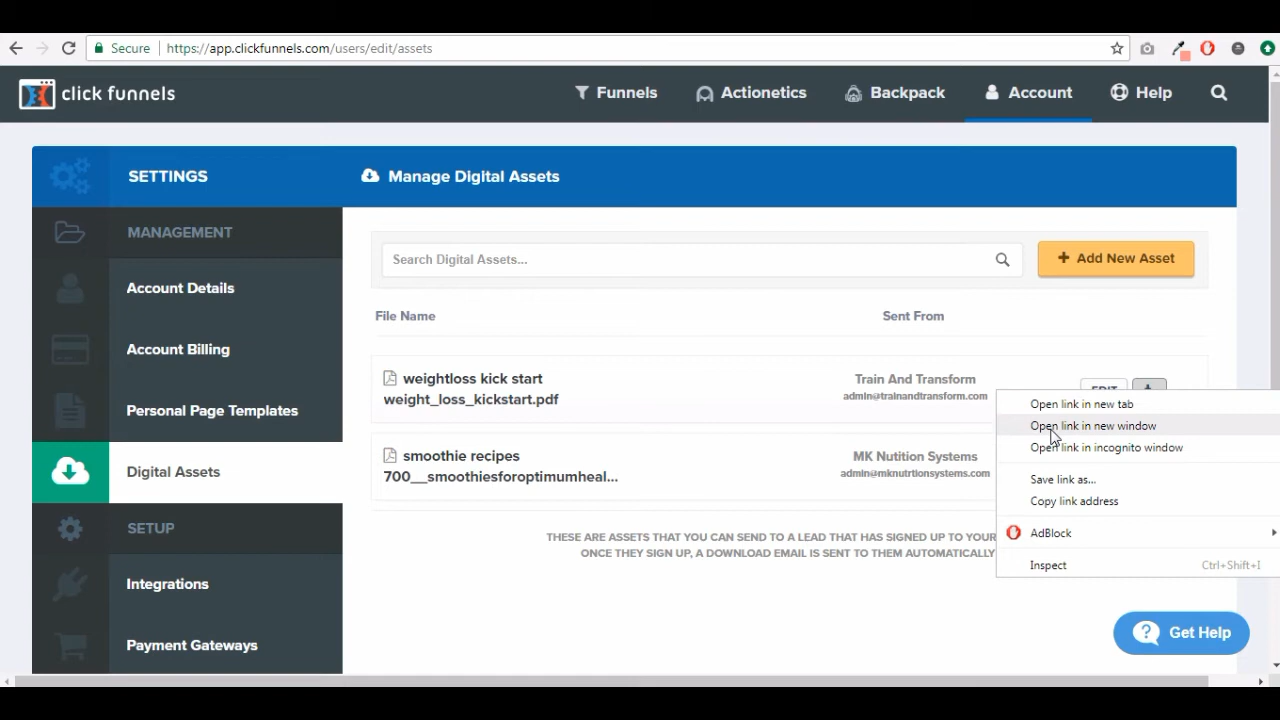 Secure https://app.clickfunnels.com/users/edit/assets
click funnels Funnels Actionetics Backpack Account Help
SETTINGS
Manage Digital Assets
MANAGEMENT
Account Details
Account Billing
Personal Page Templates
Digital Assets
SETUP
Integrations
Payment Gateways
Search Digital Assets...
+ Add New Asset
File Name Sent From
weightloss kick start
weight_loss_kickstart.pdf
Train And Transform
admin@trainandtransform.com
EDIT
smoothie recipes
700__smoothiesforoptimumheal...
MK Nutition Systems
admin@mknutrtionsystems.com
THESE ARE ASSETS THAT YOU CAN SEND TO A LEAD THAT HAS SIGNED UP TO YOUR
ONCE THEY SIGN UP, A DOWNLOAD EMAIL IS SENT TO THEM AUTOMATICALLY
Open link in new tab
Open link in new window
Open link in incognito window
Save link as...
Copy link address
AdBlock
Inspect Ctrl+Shift+I
? Get Help